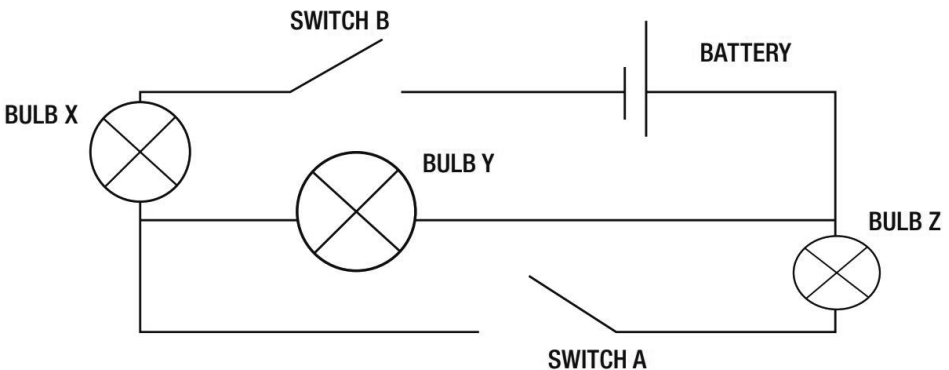 SWITCH B
BATTERY
BULB X
BULB Y
BULB Z
SWITCH A